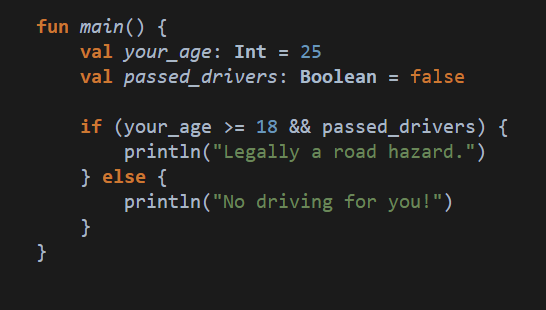 fun main() {
    val your_age: Int = 25
    val passed_drivers: Boolean = false

    if (your_age >= 18 && passed_drivers) {
        println("Legally a road hazard.")
    } else {
        println("No driving for you!")
    }
}